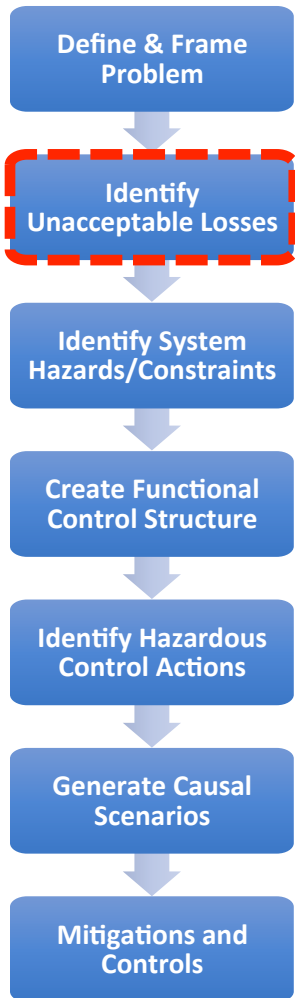 Define & Frame
Problem
Identify
Unacceptable Losses
Identify System
Hazards/Constraints
Create Functional
Control Structure
Identify Hazardous
Control Actions
Generate Causal
Scenarios
Mitigations and
Controls